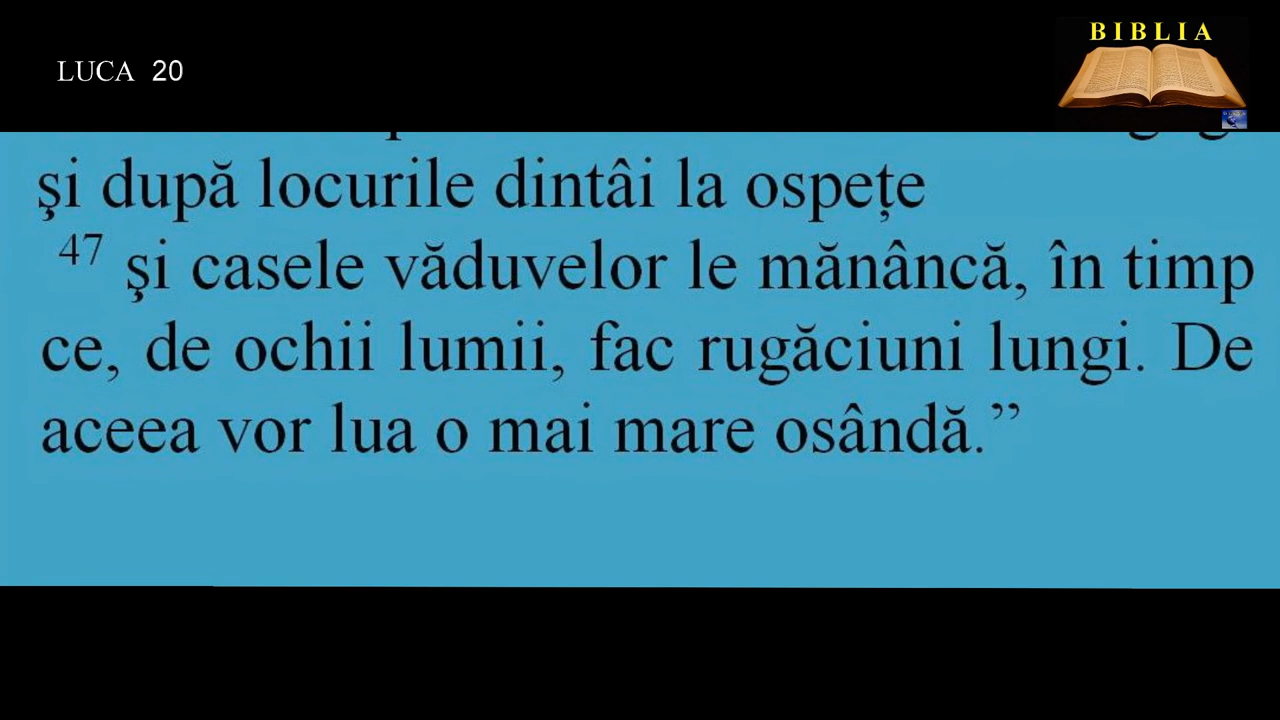 BIBLIA
LUCA 20
şi după locurile dintâi la ospețe
47 şi casele văduvelor le mănâncă, în timp
ce, de ochii lumii, fac rugăciuni lungi. De
aceea vor lua o mai mare osândă.”